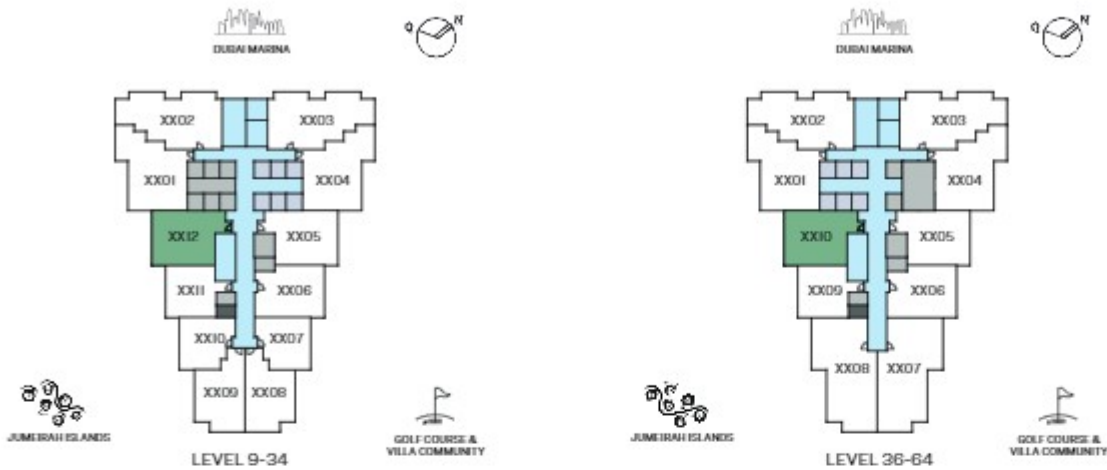 DUBAI MARINA
N
XX02
XX03
XX01
XX04
XX12
XX05
XX11
XX06
XX10
XX07
XX09
XX08
JUMEIRAH ISLANDS
GOLF COURSE &
VILLA COMMUNITY
LEVEL 9-34
DUBAI MARINA
N
XX02
XX03
XX01
XX04
XX10
XX05
XX09
XX06
XX08
XX07
JUMEIRAH ISLANDS
GOLF COURSE &
VILLA COMMUNITY
LEVEL 36-64